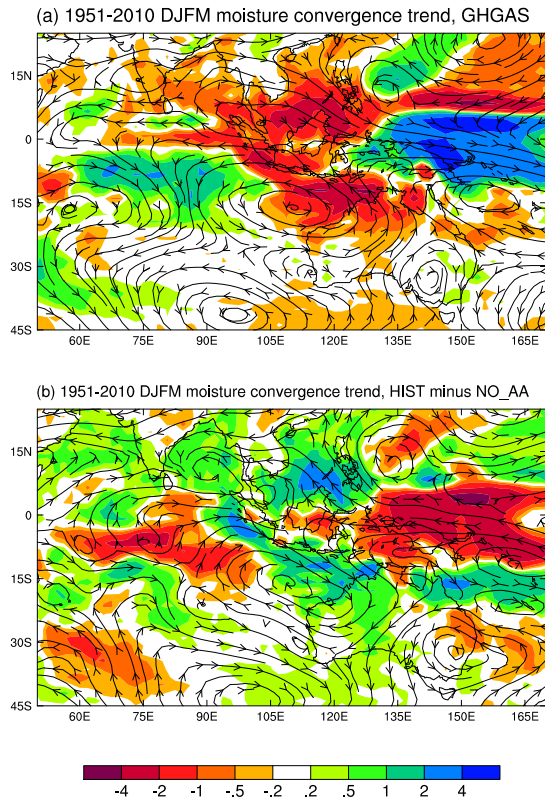 (a) 1951-2010 DJFM moisture convergence trend, GHGAS
15N
0
15S
30S
45S
60E 75E 90E 105E 120E 135E 150E 165E
(b) 1951-2010 DJFM moisture convergence trend, HIST minus NO_AA
15N
0
15S
30S
45S
60E 75E 90E 105E 120E 135E 150E 165E
-4 -2 -1 -.5 -.2 .2 .5 1 2 4